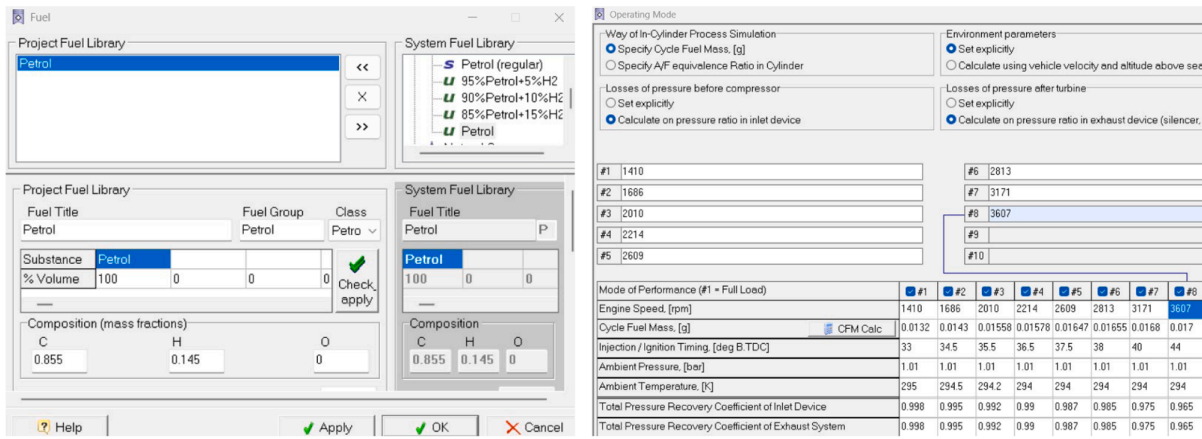 Fuel
Project Fuel Library
Petrol
<<
X
>>
System Fuel Library
S Petrol (regular)
u 95%Petrol+5%H2
u 90%Petrol+10%H2
u 85%Petrol+15%H2
u Petrol
Project Fuel Library
Fuel Title Fuel Group Class
Petrol Petrol Petro
Substance Petrol
% Volume 100 0 0 0
Check, apply
Composition (mass fractions)
C H O
0.855 0.145 0
System Fuel Library
Fuel Title
Petrol P
Petrol
100 0 0
Composition
C H O
0.855 0.145 0
? Help Apply OK Cancel
Operating Mode
Way of In-Cylinder Process Simulation
Specify Cycle Fuel Mass, [g]
Specify A/F equivalence Ratio in Cylinder
Environment parameters
Set explicitly
Calculate using vehicle velocity and altitude above sea
Losses of pressure before compressor
Set explicitly
Calculate on pressure ratio in inlet device
Losses of pressure after turbine
Set explicitly
Calculate on pressure ratio in exhaust device (silencer,
#1 1410
#2 1686
#3 2010
#4 2214
#5 2609
#6 2813
#7 3171
#8 3607
#9
#10
Mode of Performance (#1 = Full Load) #1 #2 #3 #4 #5 #6 #7 #8
Engine Speed, [rpm] 1410 1686 2010 2214 2609 2813 3171 3607
Cycle Fuel Mass, [g] CFM Calc 0.0132 0.0143 0.01558 0.01578 0.01647 0.01655 0.0168 0.017
Injection / Ignition Timing, [deg B.TDC] 33 34.5 35.5 36.5 37.5 38 40 44
Ambient Pressure, [bar] 1.01 1.01 1.01 1.01 1.01 1.01 1.01 1.01
Ambient Temperature, [K] 295 294.5 294.2 294 294 294 294 294
Total Pressure Recovery Coefficient of Inlet Device 0.998 0.995 0.992 0.99 0.987 0.985 0.975 0.965
Total Pressure Recovery Coefficient of Exhaust System 0.998 0.995 0.992 0.99 0.987 0.985 0.975 0.965